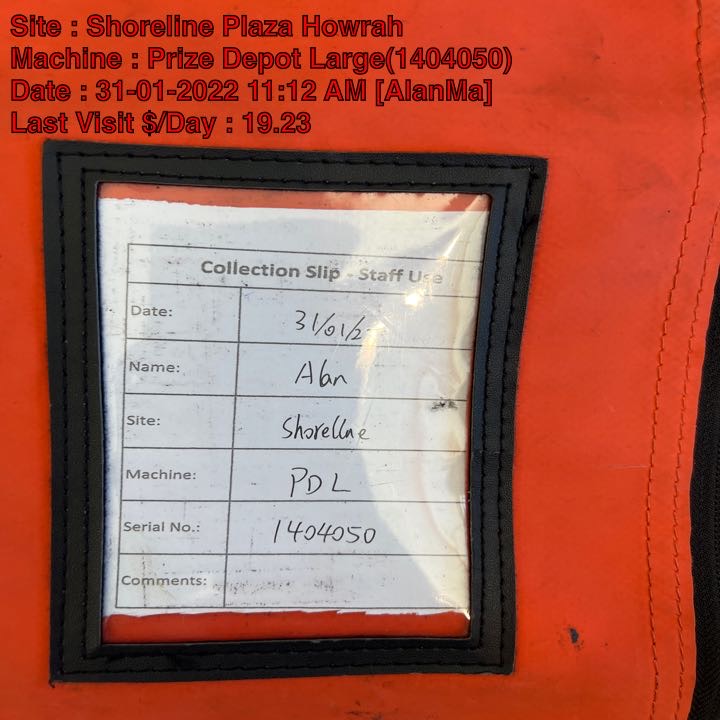 Site : Shoreline Plaza Howrah
Machine : Prize Depot Large(1404050)
Date : 31-01-2022 11:12 AM [AlanMa]
Last Visit $/Day : 19.23
Collection Slip - Staff Use
Date: 31/01/2
Name: Alan
Site: Shoreline
Machine: PDL
Serial No.: 1404050
Comments: